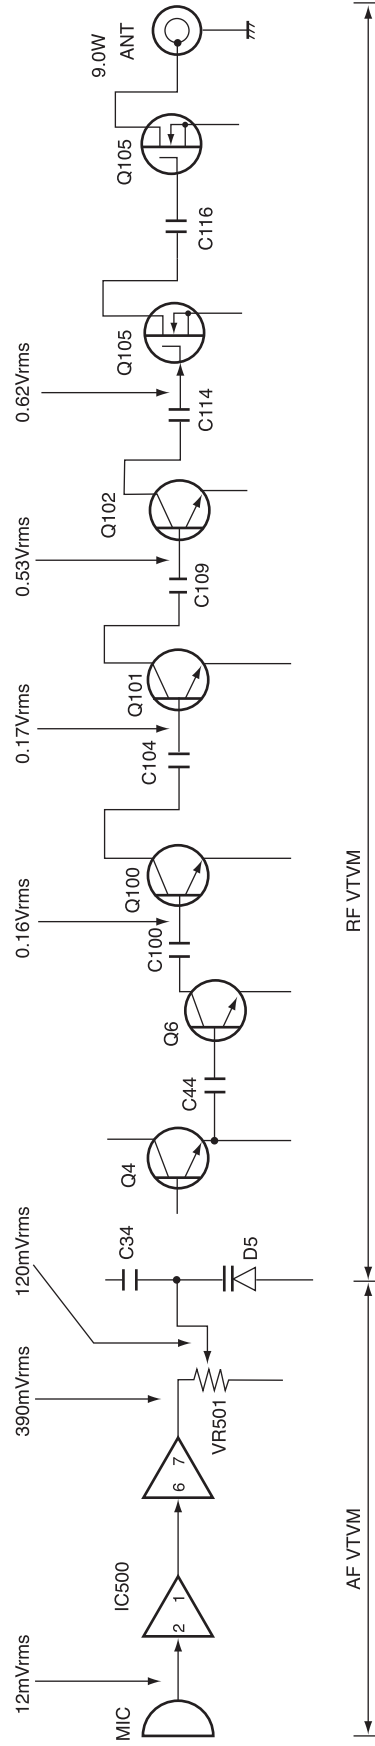 12mVrms
390mVrms
120mVrms
0.16Vrms
0.17Vrms
0.53Vrms
0.62Vrms
MIC
IC500
2 1
6 7
VR501
C34
D5
Q4
C44
Q6
C100
Q100
C104
Q101
C109
Q102
C114
Q105
C116
Q105
9.0W
ANT
AF VTVM
RF VTVM